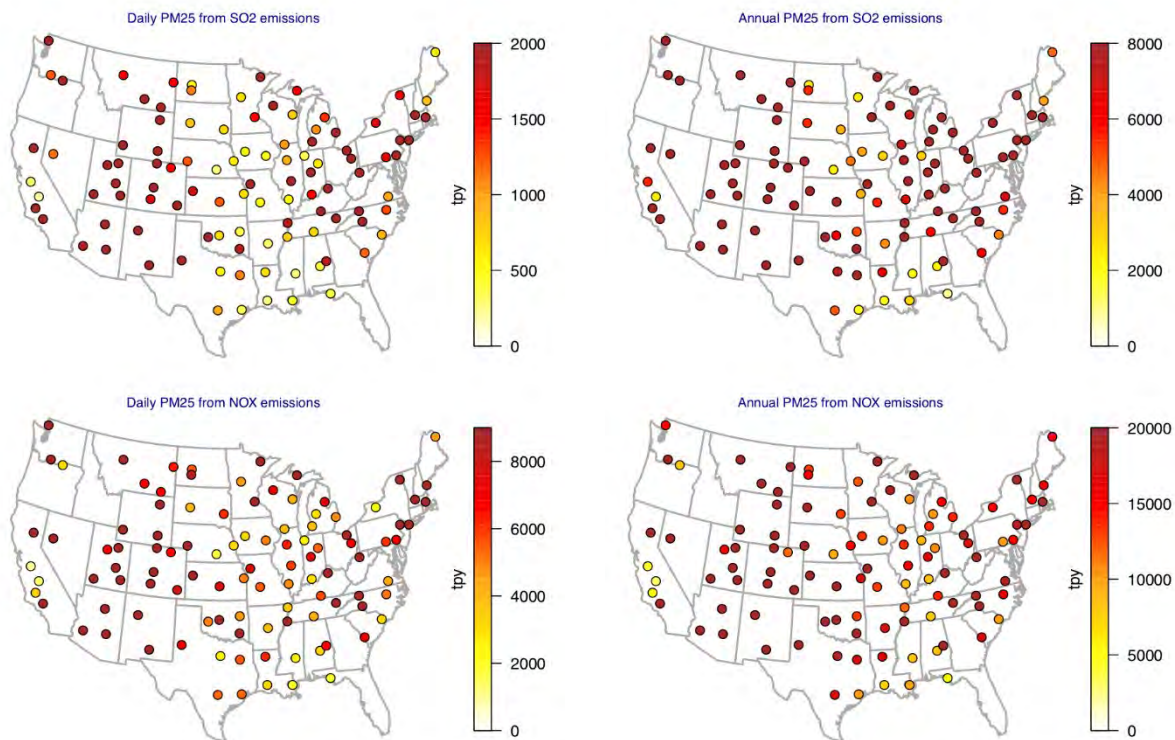 Daily PM25 from SO2 emissions
2000
1500
1000
500
0
tpy
Annual PM25 from SO2 emissions
8000
6000
4000
2000
0
tpy
Daily PM25 from NOX emissions
8000
6000
4000
2000
0
tpy
Annual PM25 from NOX emissions
20000
15000
10000
5000
0
tpy